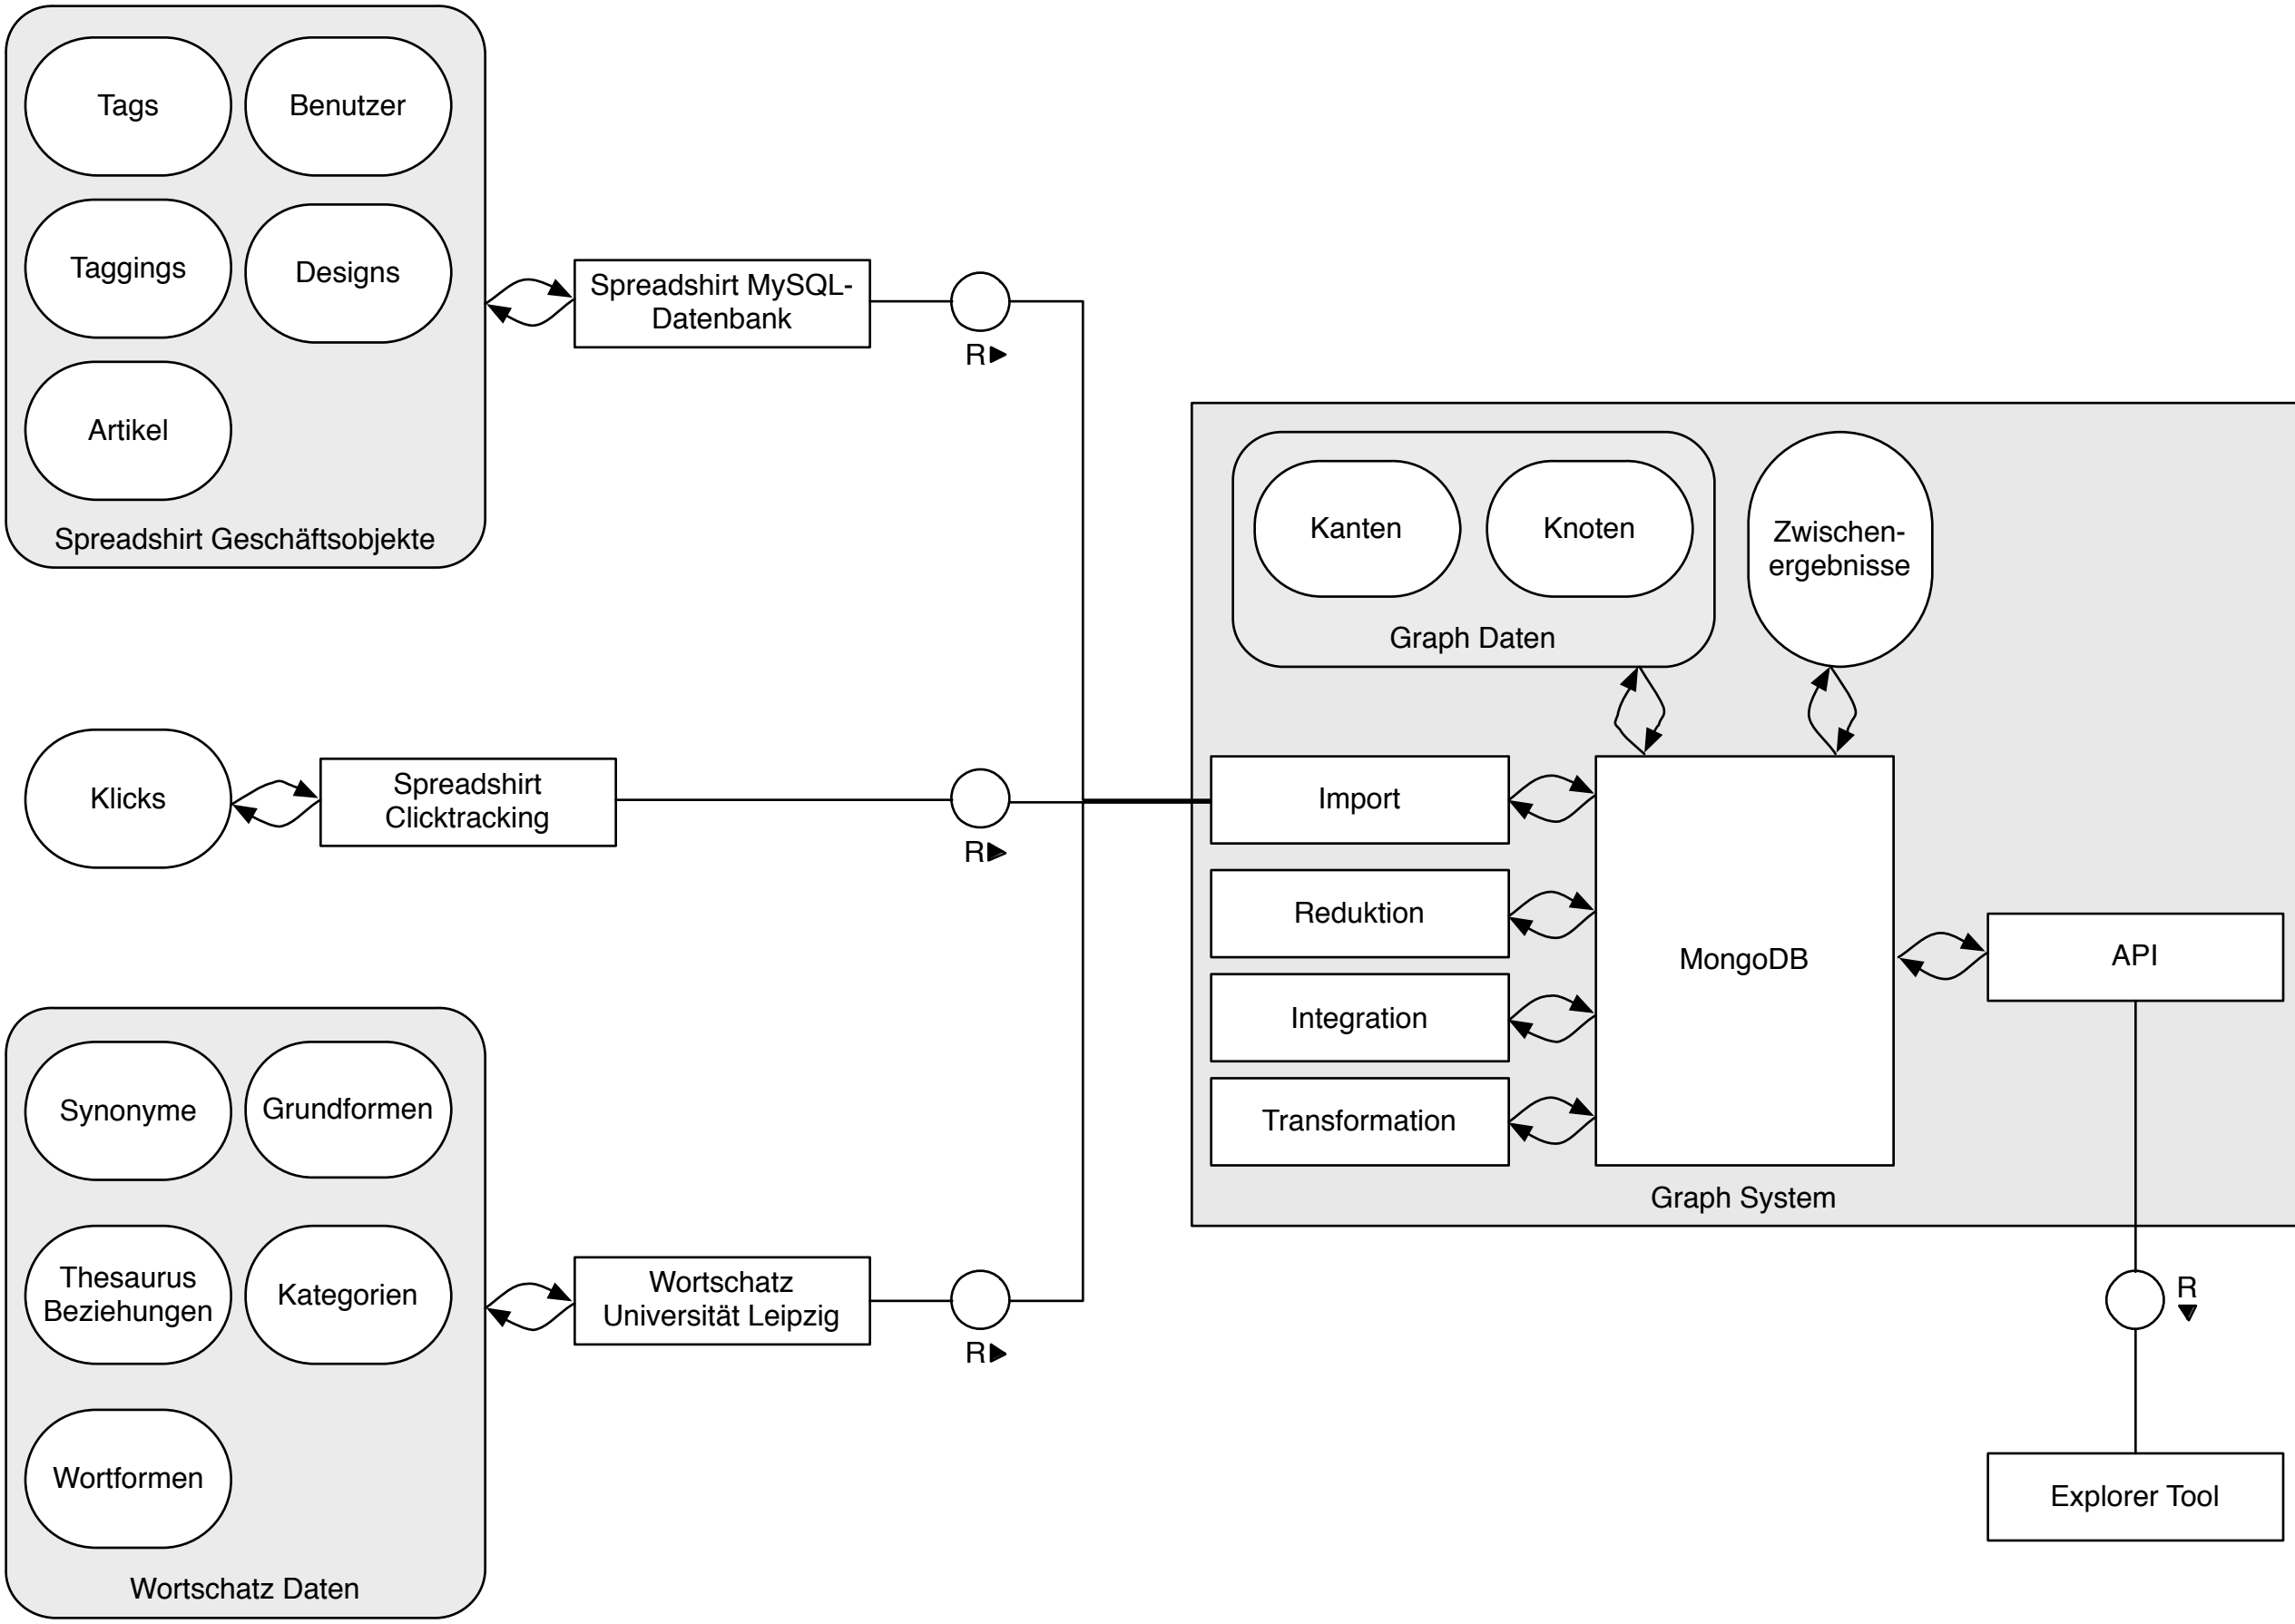 Tags
Benutzer
Taggings
Designs
Artikel
Spreadshirt Geschäftsobjekte
Spreadshirt MySQL-
Datenbank
R▶
Klicks
Spreadshirt
Clicktracking
R▶
Synonyme
Grundformen
Thesaurus
Beziehungen
Kategorien
Wortformen
Wortschatz Daten
Wortschatz
Universität Leipzig
R▶
Kanten
Knoten
Graph Daten
Zwischen-
ergebnisse
Import
Reduktion
Integration
Transformation
MongoDB
API
Graph System
R
▼
Explorer Tool